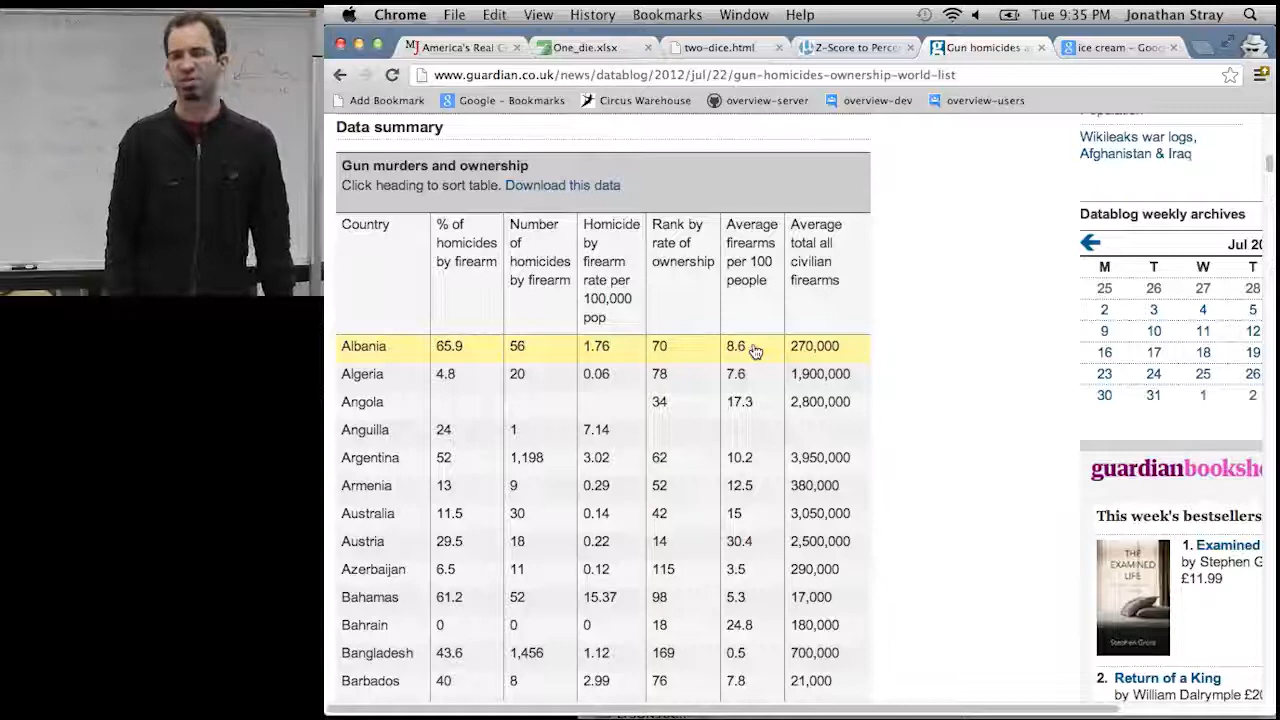 Chrome File Edit View History Bookmarks Window Help Tue 9:35 PM Jonathan Stray
America's Real C One_die.xlsx two-dice.html Z-Score to Perce Gun homicides a ice cream – Goo
www.guardian.co.uk/news/datablog/2012/jul/22/gun-homicides-ownership-world-list
Add Bookmark Google - Bookmarks Circus Warehouse overview-server overview-dev overview-users
Data summary
Gun murders and ownership
Click heading to sort table. Download this data
Country
% of
homicides
by firearm
Number
of
homicides
by firearm
Homicide
by
firearm
rate per
100,000
pop
Rank by
rate of
ownership
Average
firearms
per 100
people
Average
total all
civilian
firearms
Albania 65.9 56 1.76 70 8.6 270,000
Algeria 4.8 20 0.06 78 7.6 1,900,000
Angola 34 17.3 2,800,000
Anguilla 24 1 7.14
Argentina 52 1,198 3.02 62 10.2 3,950,000
Armenia 13 9 0.29 52 12.5 380,000
Australia 11.5 30 0.14 42 15 3,050,000
Austria 29.5 18 0.22 14 30.4 2,500,000
Azerbaijan 6.5 11 0.12 115 3.5 290,000
Bahamas 61.2 52 15.37 98 5.3 17,000
Bahrain 0 0 0 18 24.8 180,000
Bangladesh 43.6 1,456 1.12 169 0.5 700,000
Barbados 40 8 2.99 76 7.8 21,000
Population
Wikileaks war logs,
Afghanistan & Iraq
Datablog weekly archives
Jul 20
M T W T
25 26 27 28
2 3 4 5
9 10 11 12
16 17 18 19
23 24 25 26
30 31 1 2
guardianbooksh
This week's bestsellers
THE
EXAMINED
LIFE
Stephen Grosz
1. Examined
by Stephen G
£11.99
2. Return of a King
by William Dalrymple £20